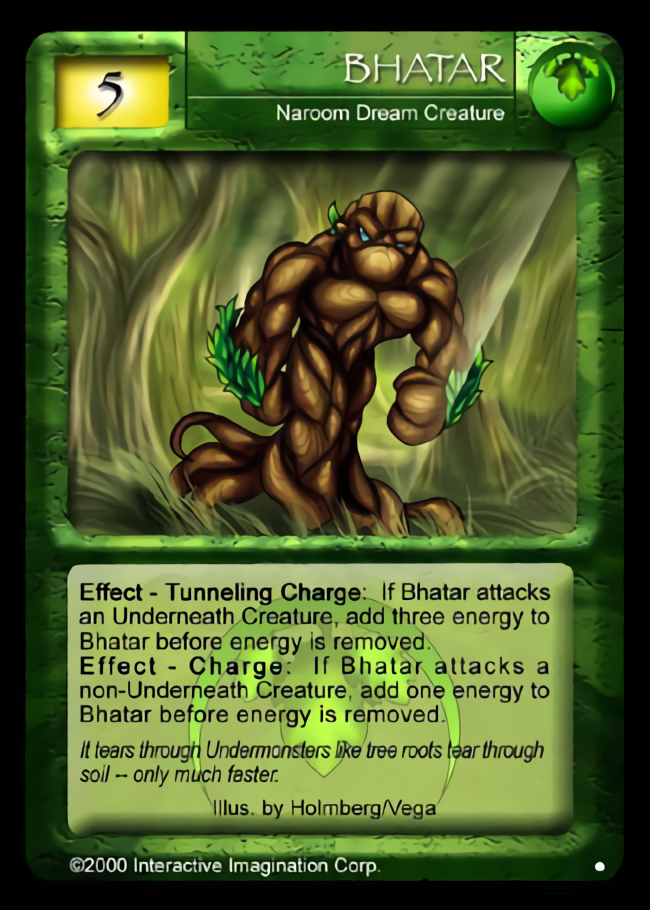 5
BHATAR
Naroom Dream Creature
Effect - Tunneling Charge: If Bhatar attacks
an Underneath Creature, add three energy to
Bhatar before energy is removed.
Effect - Charge: If Bhatar attacks a
non-Underneath Creature, add one energy to
Bhatar before energy is removed.
It tears through Undermonsters like tree roots tear through
soil -- only much faster.
Illus. by Holmberg/Vega
©2000 Interactive Imagination Corp.